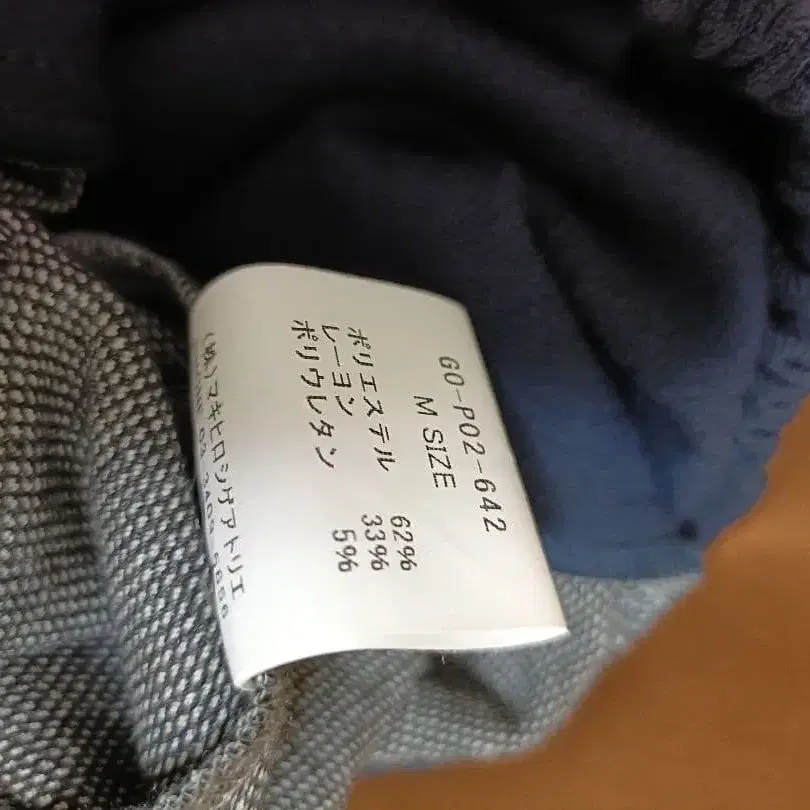 GO-P02-642
M SIZE
ポリエステル 62%
レーヨン 33%
ポリウレタン 5%
(株)マキヒロシゲアトリエ